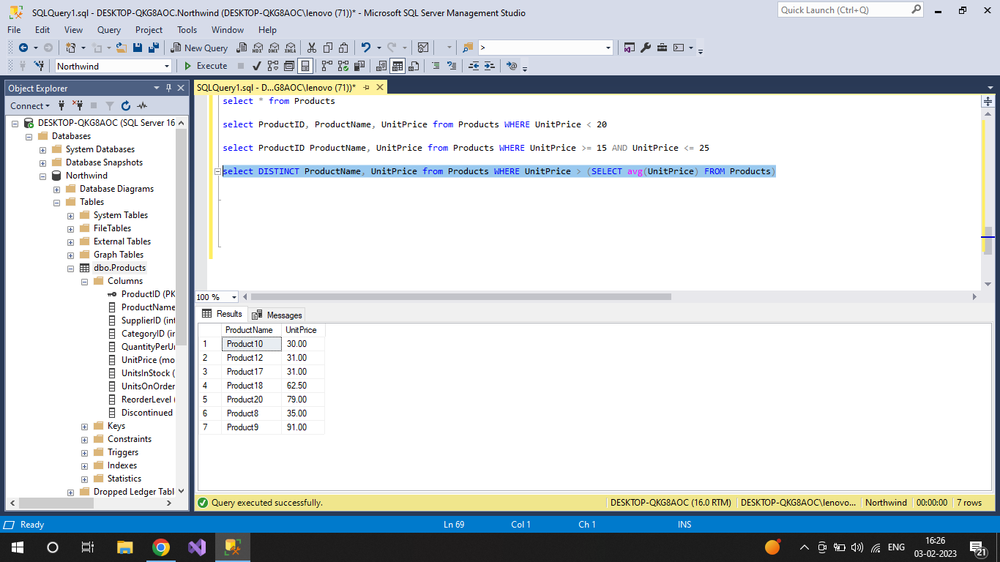 SQLQuery1.sql - DESKTOP-QKG8AOC.Northwind (DESKTOP-QKG8AOC\lenovo (71))* - Microsoft SQL Server Management Studio
Quick Launch (Ctrl+Q)
File Edit View Query Project Tools Window Help
New Query
MDX DMX XMLA
>
Northwind
Execute
Object Explorer
SQLQuery1.sql - D...G8AOC\lenovo (71))*
Connect
DESKTOP-QKG8AOC (SQL Server 16
Databases
System Databases
Database Snapshots
Northwind
Database Diagrams
Tables
System Tables
FileTables
External Tables
Graph Tables
dbo.Products
Columns
ProductID (PK
ProductName
SupplierID (int
CategoryID (ir
QuantityPerUr
UnitPrice (mo
UnitsInStock (
UnitsOnOrder
ReorderLevel (
Discontinued
Keys
Constraints
Triggers
Indexes
Statistics
Dropped Ledger Tabl
select * from Products
select ProductID, ProductName, UnitPrice from Products WHERE UnitPrice < 20
select ProductID ProductName, UnitPrice from Products WHERE UnitPrice >= 15 AND UnitPrice <= 25
select DISTINCT ProductName, UnitPrice from Products WHERE UnitPrice > (SELECT avg(UnitPrice) FROM Products)
100 %
Results Messages
ProductName UnitPrice
1 Product10 30.00
2 Product12 31.00
3 Product17 31.00
4 Product18 62.50
5 Product20 79.00
6 Product8 35.00
7 Product9 91.00
Query executed successfully. DESKTOP-QKG8AOC (16.0 RTM) DESKTOP-QKG8AOC\lenovo... Northwind 00:00:00 7 rows
Ready Ln 69 Col 1 Ch 1 INS
ENG
16:26
03-02-2023
21